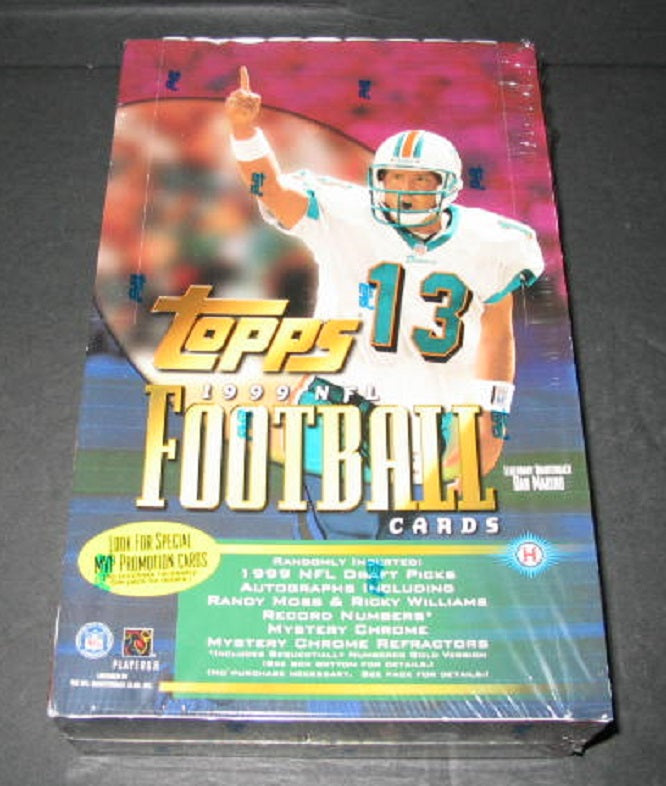 13
Topps
1999 NFL
FOOTBALL
CARDS
LEGENDARY QUARTERBACK
DAN MARINO
LOOK FOR SPECIAL
MVP PROMOTION CARDS
H
RANDOMLY INSERTED:
1999 NFL DRAFT PICKS
AUTOGRAPHS INCLUDING
RANDY MOSS & RICKY WILLIAMS
RECORD NUMBERS*
MYSTERY CHROME
MYSTERY CHROME REFRACTORS
*INCLUDES SEQUENTIALLY NUMBERED GOLD VERSION
(SEE BOX BOTTOM FOR DETAILS.)
(NO PURCHASE NECESSARY. SEE PACK FOR DETAILS.)
NFL
PLAYERS